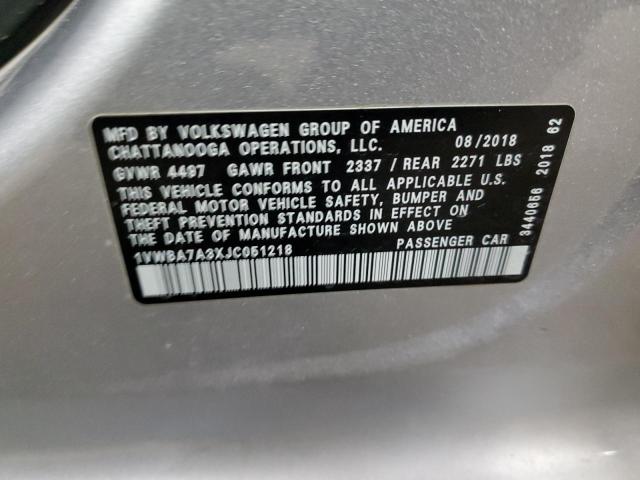 MFD BY VOLKSWAGEN GROUP OF AMERICA
CHATTANOOGA OPERATIONS, LLC. 08/2018
GVWR 4497 GAWR FRONT 2337 / REAR 2271 LBS
THIS VEHICLE CONFORMS TO ALL APPLICABLE U.S.
FEDERAL MOTOR VEHICLE SAFETY, BUMPER AND
THEFT PREVENTION STANDARDS IN EFFECT ON
THE DATE OF MANUFACTURE SHOWN ABOVE
1VWBA7A3XJC051218 PASSENGER CAR
3440656 2018 62